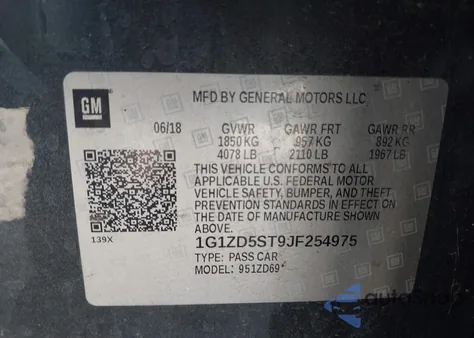 GM
MFD BY GENERAL MOTORS LLC
06/18 GVWR GAWR FRT GAWR RR
1850 KG 957 KG 892 KG
4078 LB 2110 LB 1967 LB
THIS VEHICLE CONFORMS TO ALL
APPLICABLE U.S. FEDERAL MOTOR
VEHICLE SAFETY, BUMPER, AND THEFT
PREVENTION STANDARDS IN EFFECT ON
THE DATE OF MANUFACTURE SHOWN
ABOVE.
139X
1G1ZD5ST9JF254975
TYPE: PASS CAR
MODEL: 951ZD69